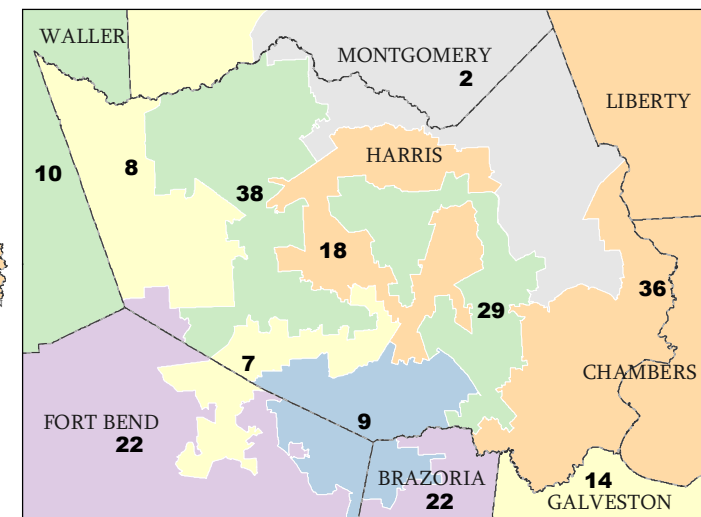 WALLER
MONTGOMERY
2
LIBERTY
HARRIS
10
8
38
18
36
29
7
CHAMBERS
FORT BEND
22
9
BRAZORIA
22
14
GALVESTON